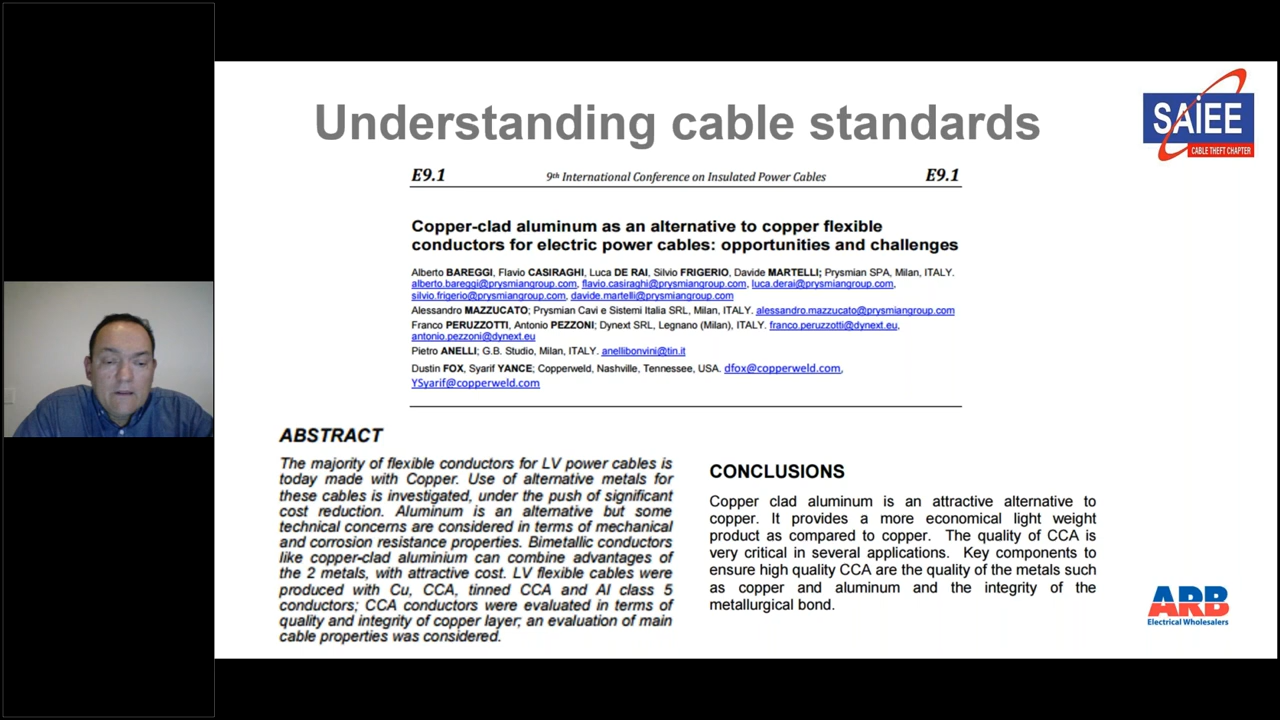 Understanding cable standards
SAiEE
CABLE THEFT CHAPTER
E9.1 9th International Conference on Insulated Power Cables E9.1
Copper-clad aluminum as an alternative to copper flexible
conductors for electric power cables: opportunities and challenges
Alberto BAREGGI, Flavio CASIRAGHI, Luca DE RAI, Silvio FRIGERIO, Davide MARTELLI; Prysmian SPA, Milan, ITALY.
alberto.bareggi@prysmiangroup.com, flavio.casiraghi@prysmiangroup.com, luca.derai@prysmiangroup.com,
silvio.frigerio@prysmiangroup.com, davide.martelli@prysmiangroup.com
Alessandro MAZZUCATO; Prysmian Cavi e Sistemi Italia SRL, Milan, ITALY. alessandro.mazzucato@prysmiangroup.com
Franco PERUZZOTTI, Antonio PEZZONI; Dynext SRL, Legnano (Milan), ITALY. franco.peruzzotti@dynext.eu,
antonio.pezzoni@dynext.eu
Pietro ANELLI; G.B. Studio, Milan, ITALY. anellibonvini@tin.it
Dustin FOX, Syarif YANCE; Copperweld, Nashville, Tennessee, USA. dfox@copperweld.com,
YSyarif@copperweld.com
ABSTRACT
The majority of flexible conductors for LV power cables is
today made with Copper. Use of alternative metals for
these cables is investigated, under the push of significant
cost reduction. Aluminum is an alternative but some
technical concerns are considered in terms of mechanical
and corrosion resistance properties. Bimetallic conductors
like copper-clad aluminium can combine advantages of
the 2 metals, with attractive cost. LV flexible cables were
produced with Cu, CCA, tinned CCA and Al class 5
conductors; CCA conductors were evaluated in terms of
quality and integrity of copper layer; an evaluation of main
cable properties was considered.
CONCLUSIONS
Copper clad aluminum is an attractive alternative to
copper. It provides a more economical light weight
product as compared to copper. The quality of CCA is
very critical in several applications. Key components to
ensure high quality CCA are the quality of the metals such
as copper and aluminum and the integrity of the
metallurgical bond.
ARB
Electrical Wholesalers